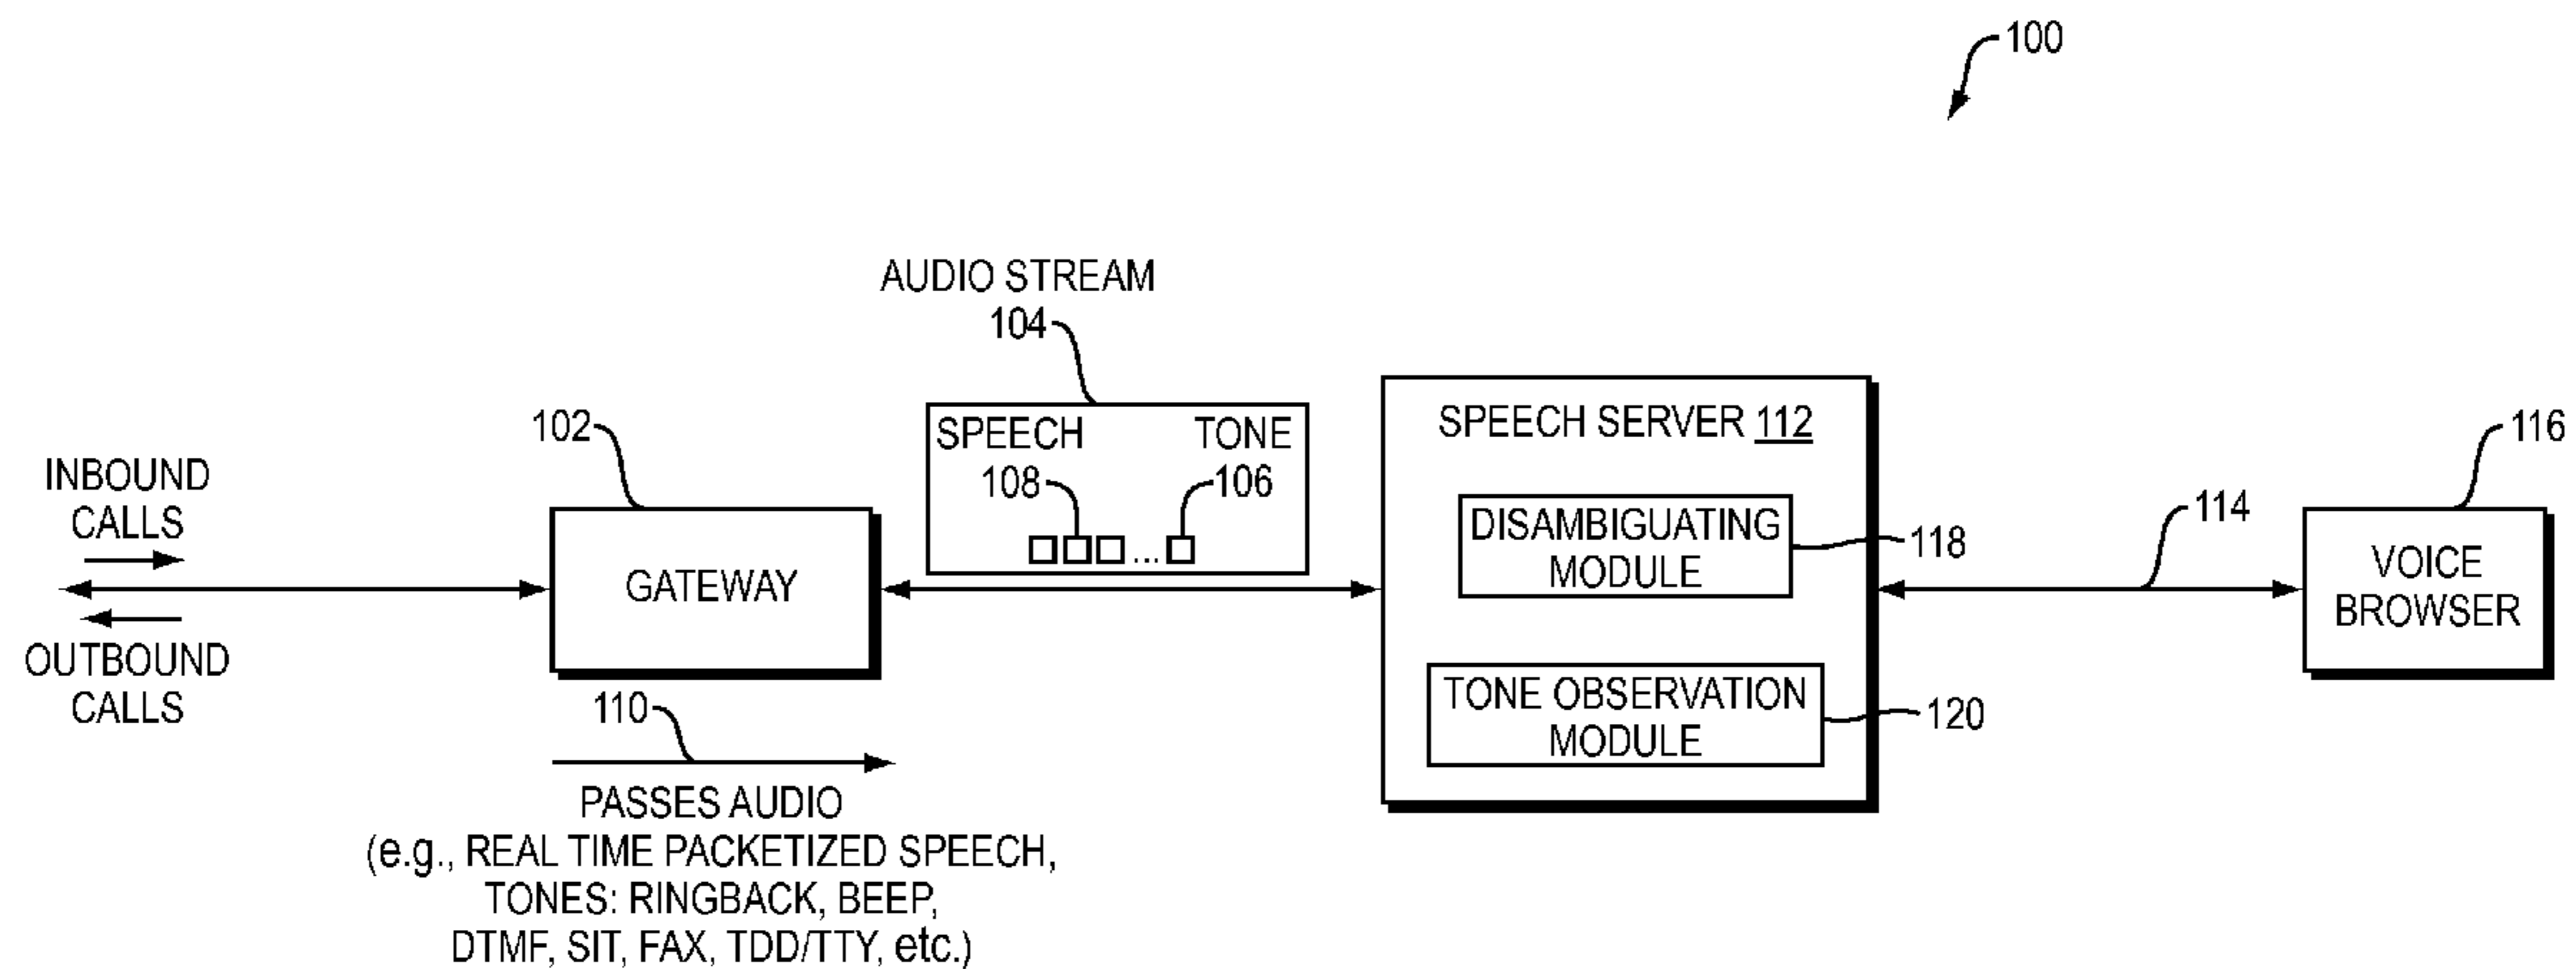 100
AUDIO STREAM
104
SPEECH TONE
108 106
102
INBOUND
CALLS
OUTBOUND
CALLS
GATEWAY
110
PASSES AUDIO
(e.g., REAL TIME PACKETIZED SPEECH,
TONES: RINGBACK, BEEP,
DTMF, SIT, FAX, TDD/TTY, etc.)
...
SPEECH SERVER 112
DISAMBIGUATING
MODULE
118
TONE OBSERVATION
MODULE
120
114
116
VOICE
BROWSER